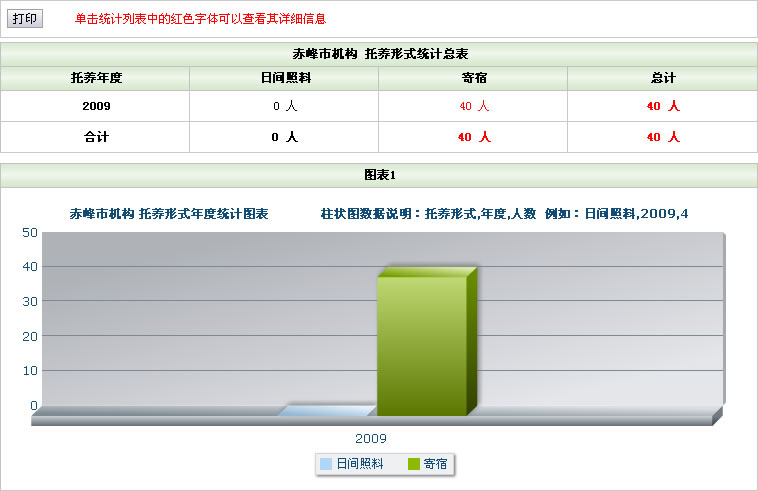 打印 单击统计列表中的红色字体可以查看其详细信息
赤峰市机构 托养形式统计总表
托养年度 日间照料 寄宿 总计
2009 0 人 40 人 40 人
合计 0 人 40 人 40 人
图表1
赤峰市机构 托养形式年度统计图表 柱状图数据说明：托养形式,年度,人数 例如：日间照料,2009,4
50
40
30
20
10
0
2009
日间照料 寄宿